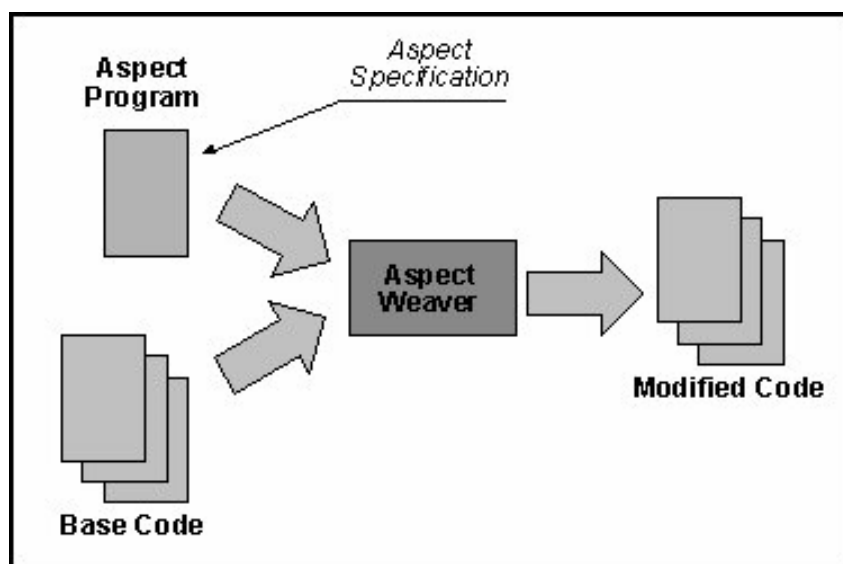 Aspect
Specification
Aspect
Program
Aspect
Weaver
Modified Code
Base Code